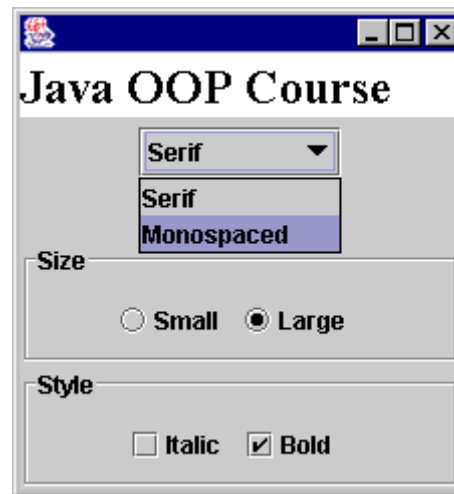 Java OOP Course
Serif
Serif
Monospaced
Size
Small Large
Style
Italic Bold